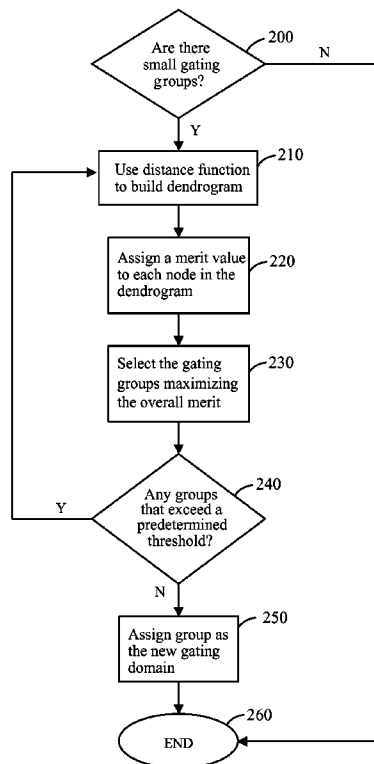 200
Are there
small gating
groups?
N
Y
210
Use distance function
to build dendrogram
220
Assign a merit value
to each node in the
dendrogram
230
Select the gating
groups maximizing
the overall merit
240
Any groups
that exceed a
predetermined
threshold?
Y
N
250
Assign group as
the new gating
domain
260
END